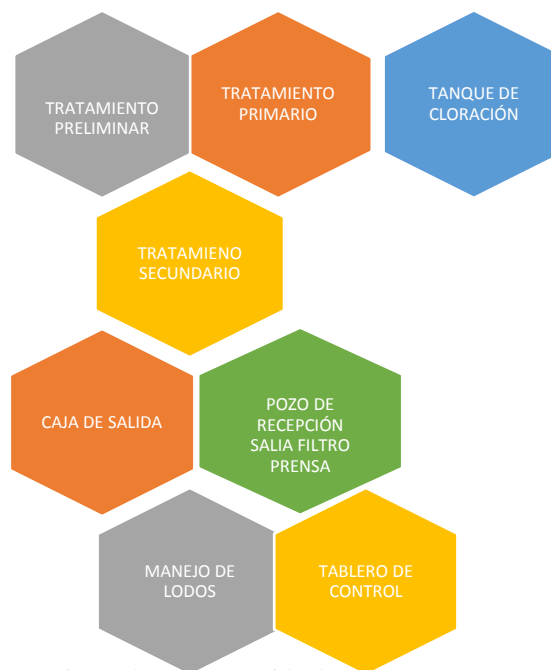 TRATAMIENTO
PRELIMINAR
TRATAMIENTO
PRIMARIO
TANQUE DE
CLORACIÓN
TRATAMIENO
SECUNDARIO
CAJA DE SALIDA
POZO DE
RECEPCIÓN
SALIA FILTRO
PRENSA
MANEJO DE
LODOS
TABLERO DE
CONTROL